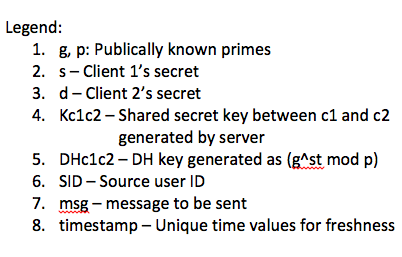 Legend:
1. g, p: Publically known primes
2. s – Client 1's secret
3. d – Client 2's secret
4. Kc1c2 – Shared secret key between c1 and c2
generated by server
5. DHc1c2 – DH key generated as (g^st mod p)
6. SID – Source user ID
7. msg – message to be sent
8. timestamp – Unique time values for freshness